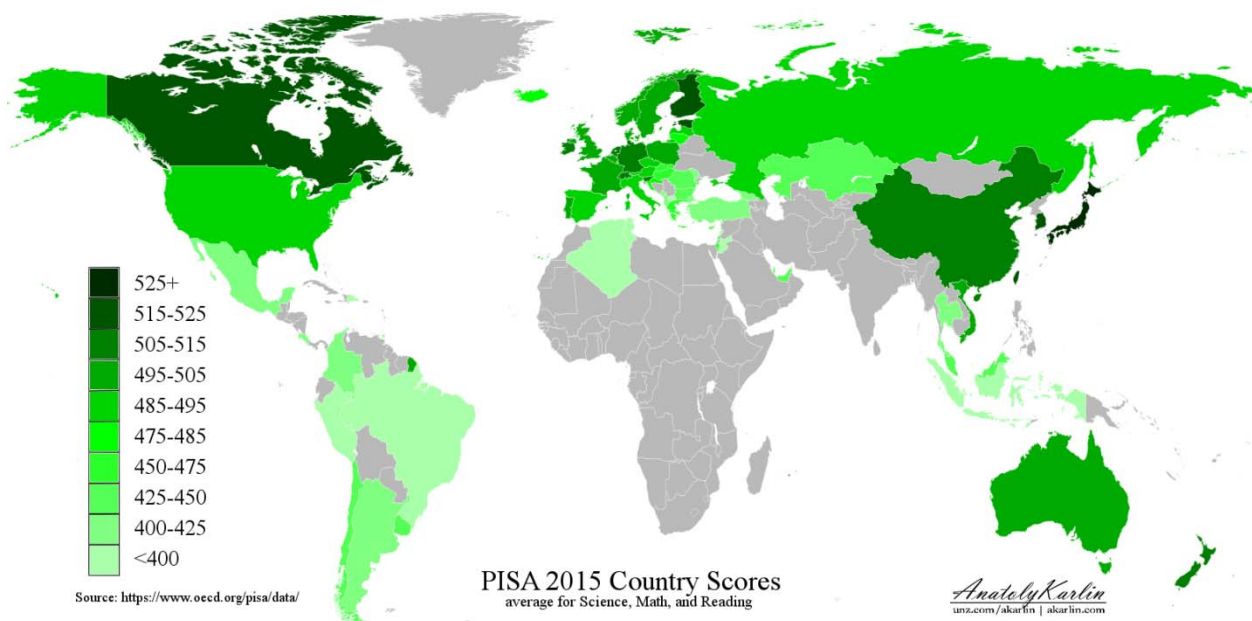 525+
515-525
505-515
495-505
485-495
475-485
450-475
425-450
400-425
<400
Source: https://www.oecd.org/pisa/data/
PISA 2015 Country Scores
average for Science, Math, and Reading
AnatolyKarlin
unz.com/akarlin | akarlin.com